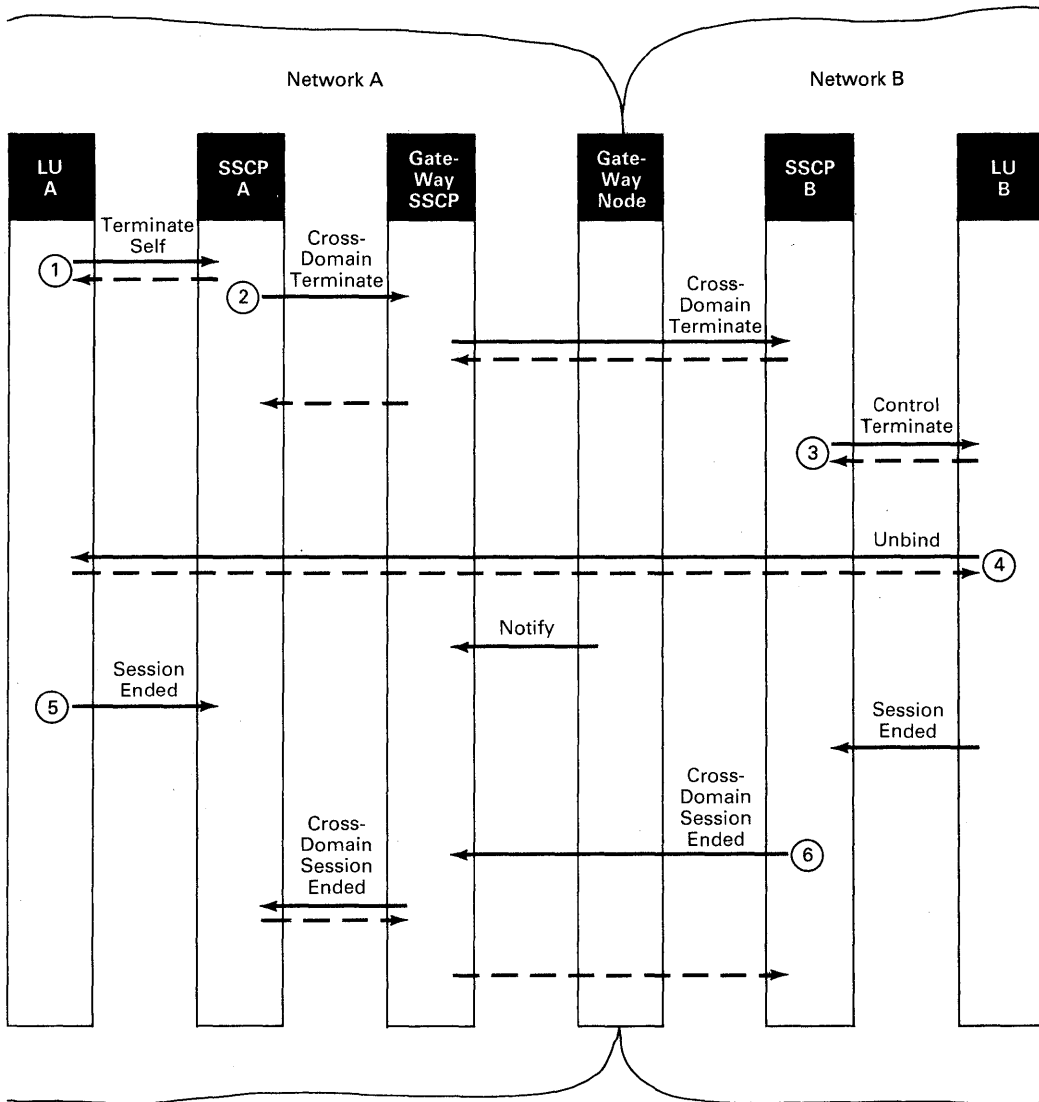 Network A
Network B
LU
A
SSCP
A
Gate-
Way
SSCP
Gate-
Way
Node
SSCP
B
LU
B
Terminate
Self
1
Cross-
Domain
Terminate
2
Cross-
Domain
Terminate
Control
Terminate
3
Unbind
4
Notify
Session
Ended
5
Session
Ended
Cross-
Domain
Session
Ended
6
Cross-
Domain
Session
Ended